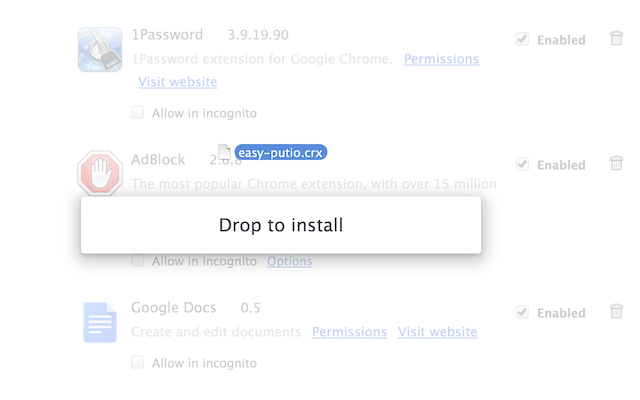 1Password 3.9.19.90
Enabled
1Password extension for Google Chrome. Permissions
Visit website
Allow in incognito
easy-putio.crx
AdBlock
Enabled
The most popular Chrome extension, with over 15 million
Drop to install
Allow in incognito Options
Google Docs 0.5
Enabled
Create and edit documents Permissions Visit website
Allow in incognito